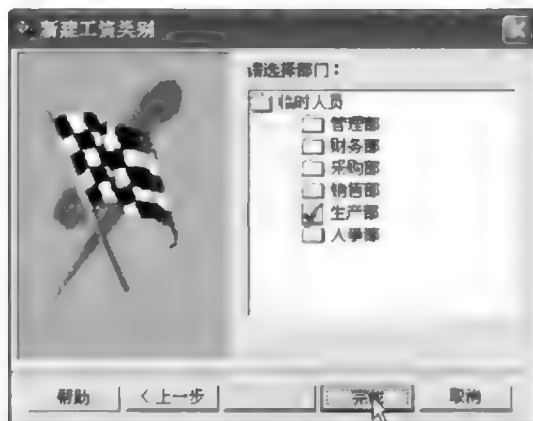 新建工资类别
请选择部门：
临时人员
管理部
财务部
采购部
销售部
生产部
人事部
帮助
<上一步
完成
取消